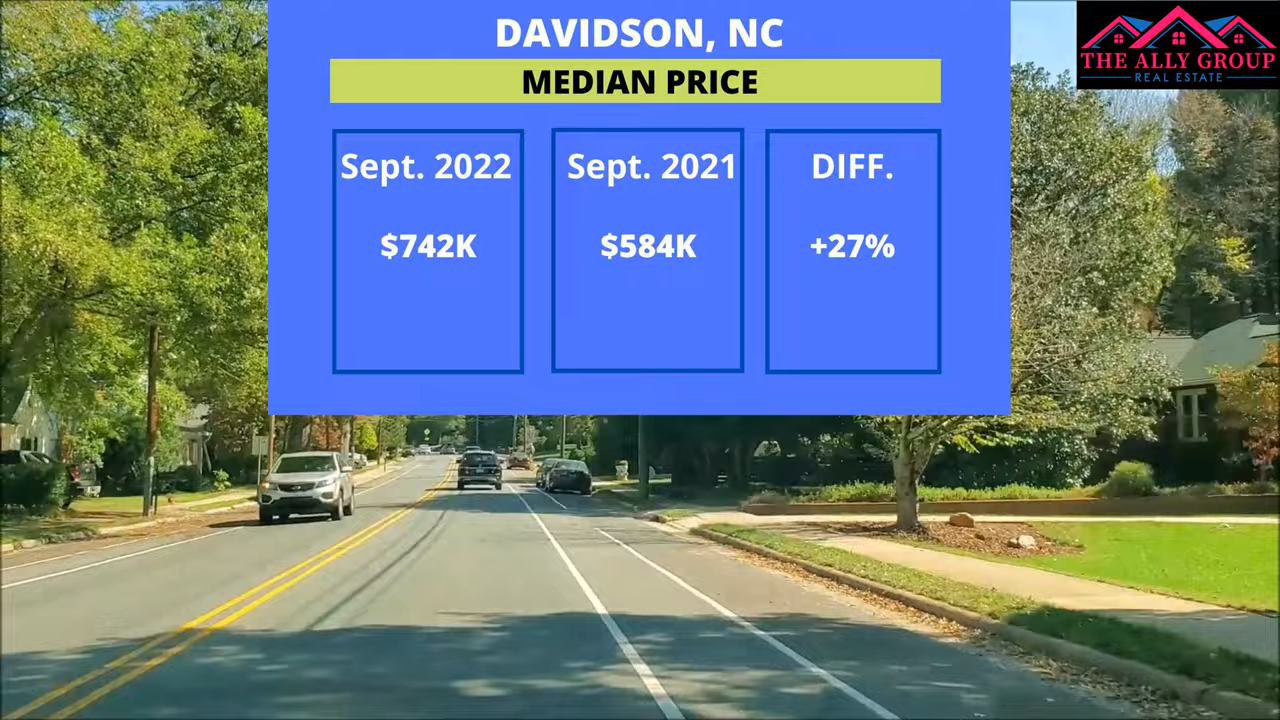 DAVIDSON, NC
MEDIAN PRICE
Sept. 2022
$742K
Sept. 2021
$584K
DIFF.
+27%
THE ALLY GROUP
REAL ESTATE